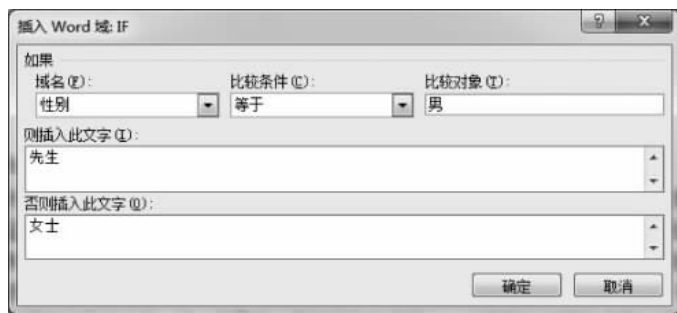 插入 Word 域: IF
如果
域名(F): 比较条件(C): 比较对象(T):
性别 等于 男
则插入此文字(I):
先生
否则插入此文字(O):
女士
确定 取消